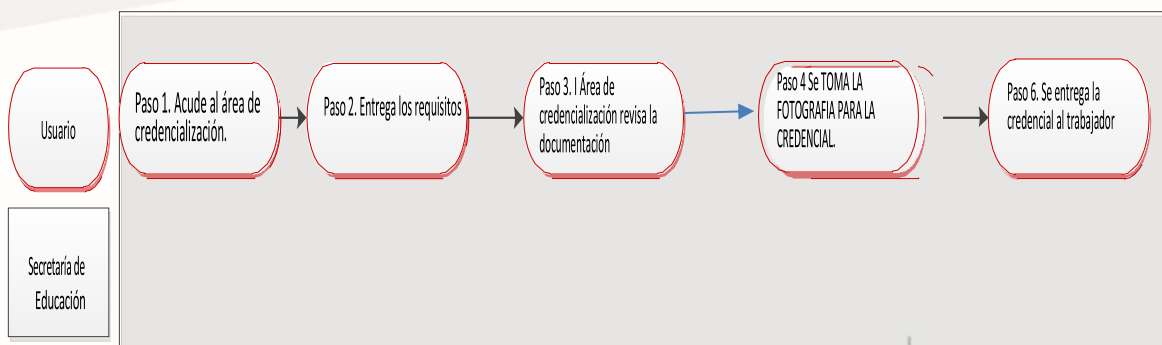 Usuario
Paso 1. Acude al área de
credencialización.
Paso 2. Entrega los requisitos
Paso 3. l Área de
credencialización revisa la
documentación
Paso 4 Se TOMA LA
FOTOGRAFIA PARA LA
CREDENCIAL.
Paso 6. Se entrega la
credencial al trabajador
Secretaría de
Educación